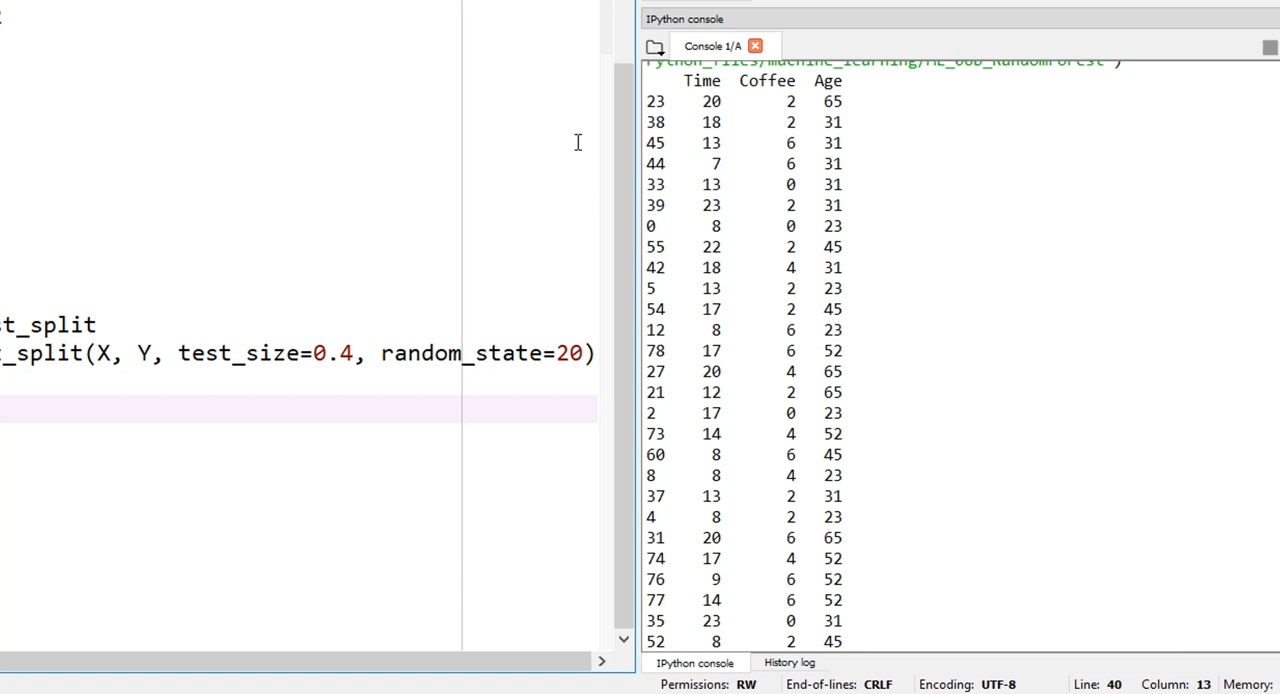 st_split
t_split(X, Y, test_size=0.4, random_state=20)
IPython console
Console 1/A
Python_files/machine_learning/ML_06b_RandomForest')
Time Coffee Age
23 20 2 65
38 18 2 31
45 13 6 31
44 7 6 31
33 13 0 31
39 23 2 31
0 8 0 23
55 22 2 45
42 18 4 31
5 13 2 23
54 17 2 45
12 8 6 23
78 17 6 52
27 20 4 65
21 12 2 65
2 17 0 23
73 14 4 52
60 8 6 45
8 8 4 23
37 13 2 31
4 8 2 23
31 20 6 65
74 17 4 52
76 9 6 52
77 14 6 52
35 23 0 31
52 8 2 45
IPython console
History log
Permissions: RW End-of-lines: CRLF Encoding: UTF-8 Line: 40 Column: 13 Memory: